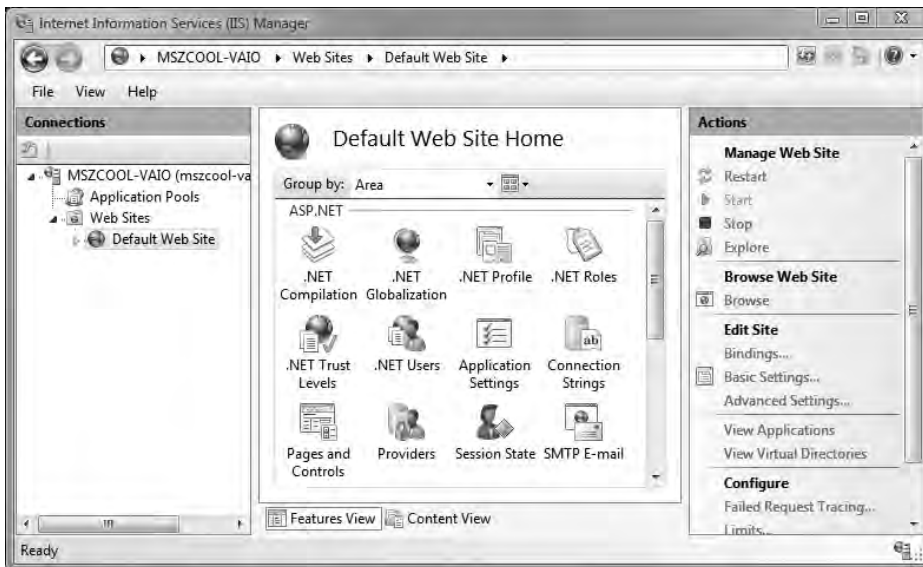 Internet Information Services (IIS) Manager
MSZCOOL-VAIO Web Sites Default Web Site
File View Help
Connections
MSZCOOL-VAIO (mszcool-va
Application Pools
Web Sites
Default Web Site
Default Web Site Home
Group by: Area
ASP.NET
.NET Compilation
.NET Globalization
.NET Profile
.NET Roles
.NET Trust Levels
.NET Users
Application Settings
Connection Strings
ab
Pages and Controls
Providers
Session State
SMTP E-mail
Features View
Content View
Actions
Manage Web Site
Restart
Start
Stop
Explore
Browse Web Site
Browse
Edit Site
Bindings...
Basic Settings...
Advanced Settings...
View Applications
View Virtual Directories
Configure
Failed Request Tracing...
Limits...
Ready